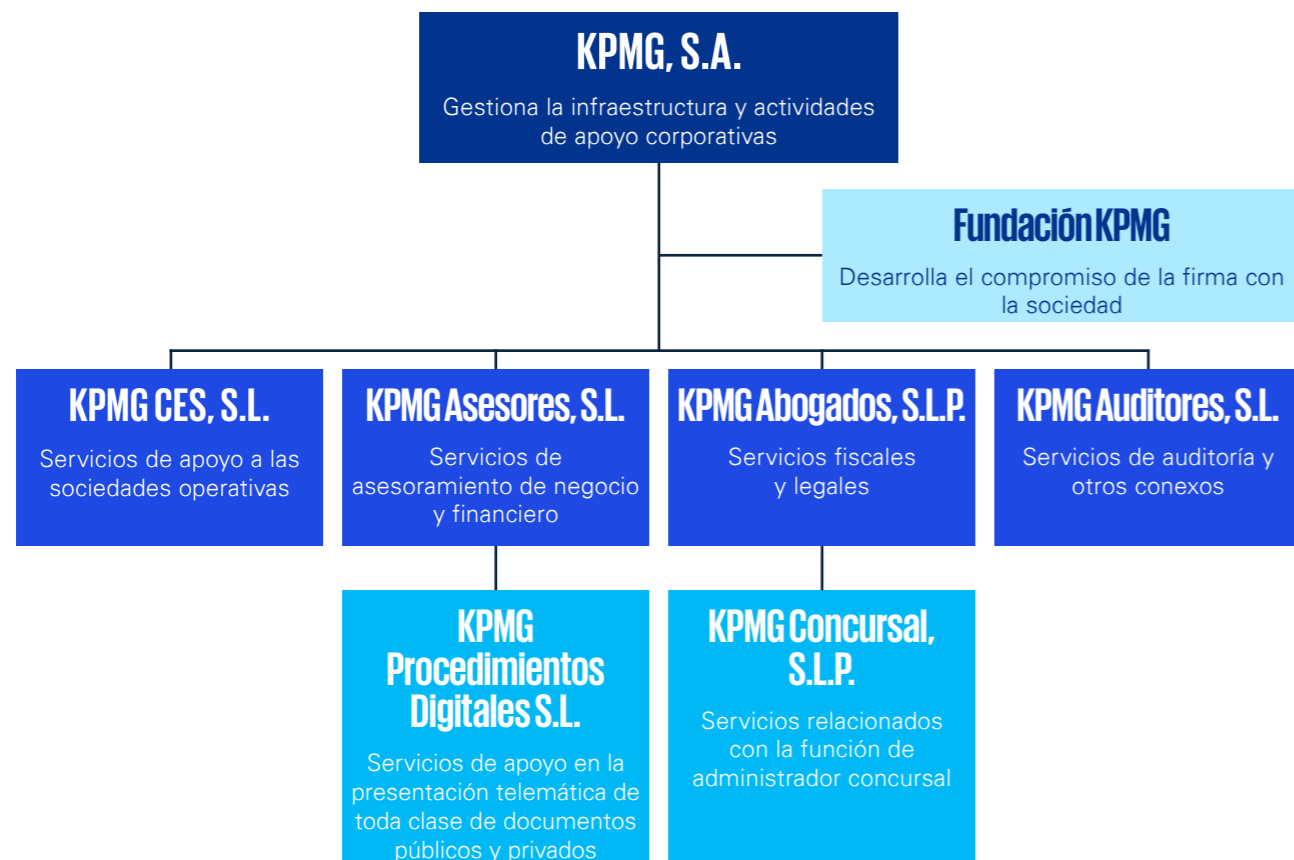 KPMG, S.A.
Gestiona la infraestructura y actividades
de apoyo corporativas
Fundación KPMG
Desarrolla el compromiso de la firma con
la sociedad
KPMG CES, S.L.
Servicios de apoyo a las
sociedades operativas
KPMG Asesores, S.L.
Servicios de
asesoramiento de negocio
y financiero
KPMG Abogados, S.L.P.
Servicios fiscales
y legales
KPMG Auditores, S.L.
Servicios de auditoría y
otros conexos
KPMG
Procedimientos
Digitales S.L.
Servicios de apoyo en la
presentación telemática de
toda clase de documentos
públicos y privados
KPMG Concursal,
S.L.P.
Servicios relacionados
con la función de
administrador concursal